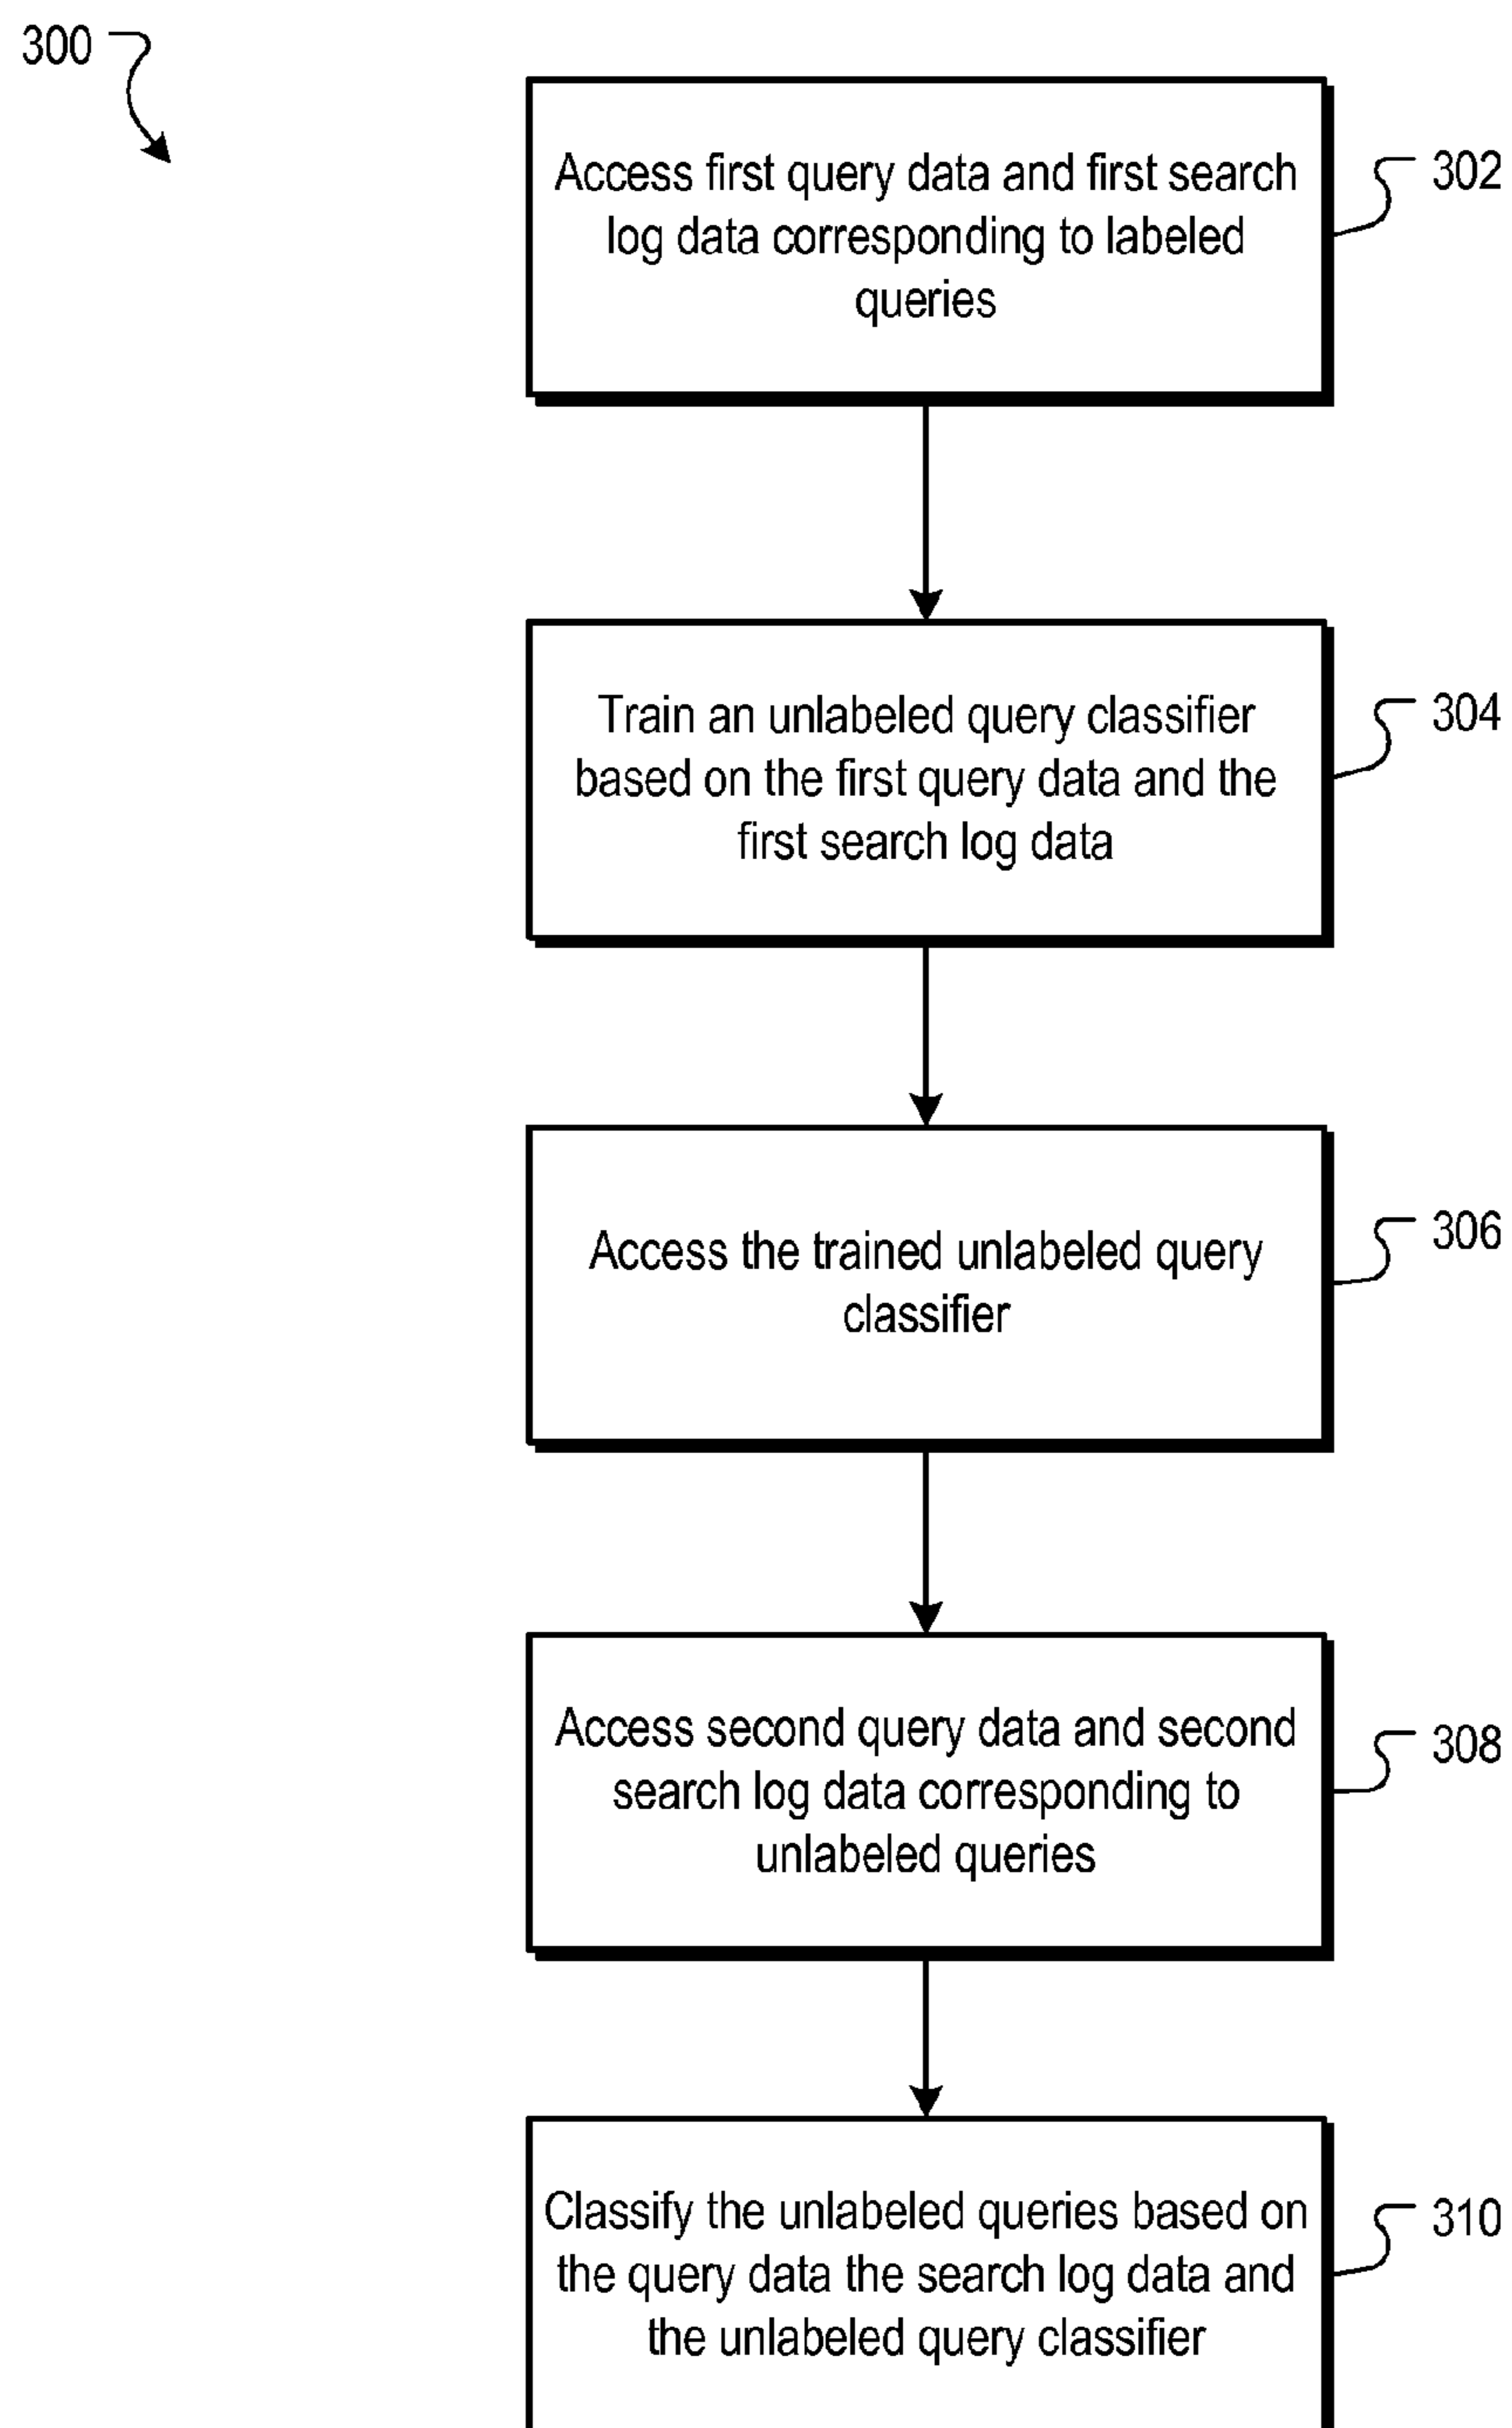 300
Access first query data and first search
log data corresponding to labeled
queries
302
Train an unlabeled query classifier
based on the first query data and the
first search log data
304
Access the trained unlabeled query
classifier
306
Access second query data and second
search log data corresponding to
unlabeled queries
308
Classify the unlabeled queries based on
the query data the search log data and
the unlabeled query classifier
310